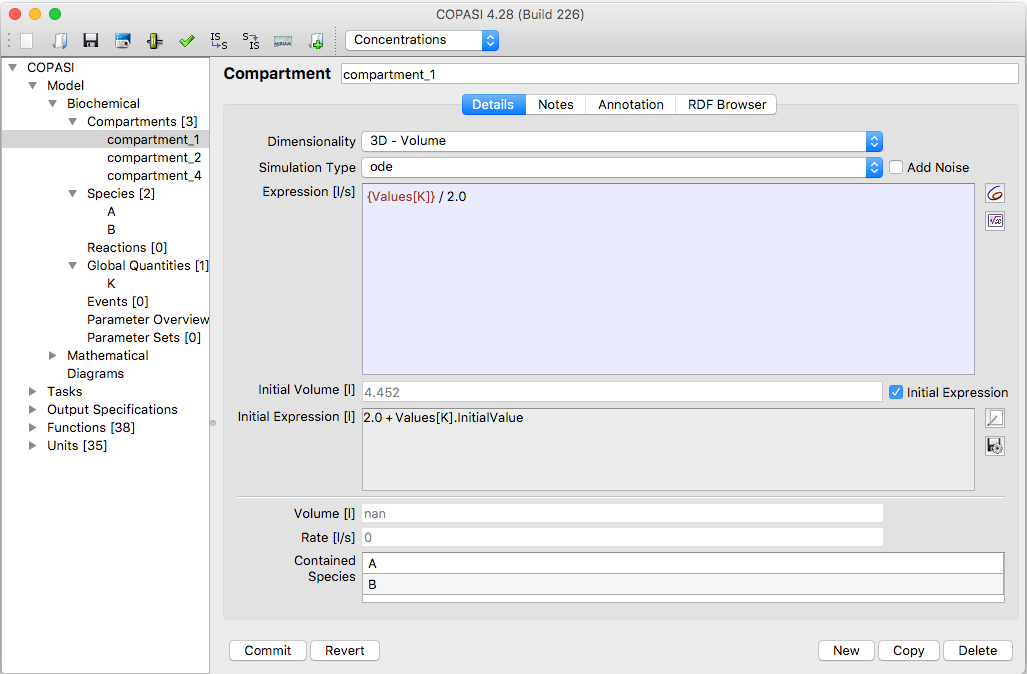 COPASI 4.28 (Build 226)
Concentrations
COPASI
Model
Biochemical
Compartments [3]
compartment_1
compartment_2
compartment_4
Species [2]
A
B
Reactions [0]
Global Quantities [1]
K
Events [0]
Parameter Overview
Parameter Sets [0]
Mathematical
Diagrams
Tasks
Output Specifications
Functions [38]
Units [35]
Compartment compartment_1
Details Notes Annotation RDF Browser
Dimensionality 3D - Volume
Simulation Type ode Add Noise
Expression [l/s] {Values[K]} / 2.0
Initial Volume [l] 4.452 Initial Expression
Initial Expression [l] 2.0 + Values[K].InitialValue
Volume [l] nan
Rate [l/s] 0
Contained Species
A
B
Commit Revert New Copy Delete